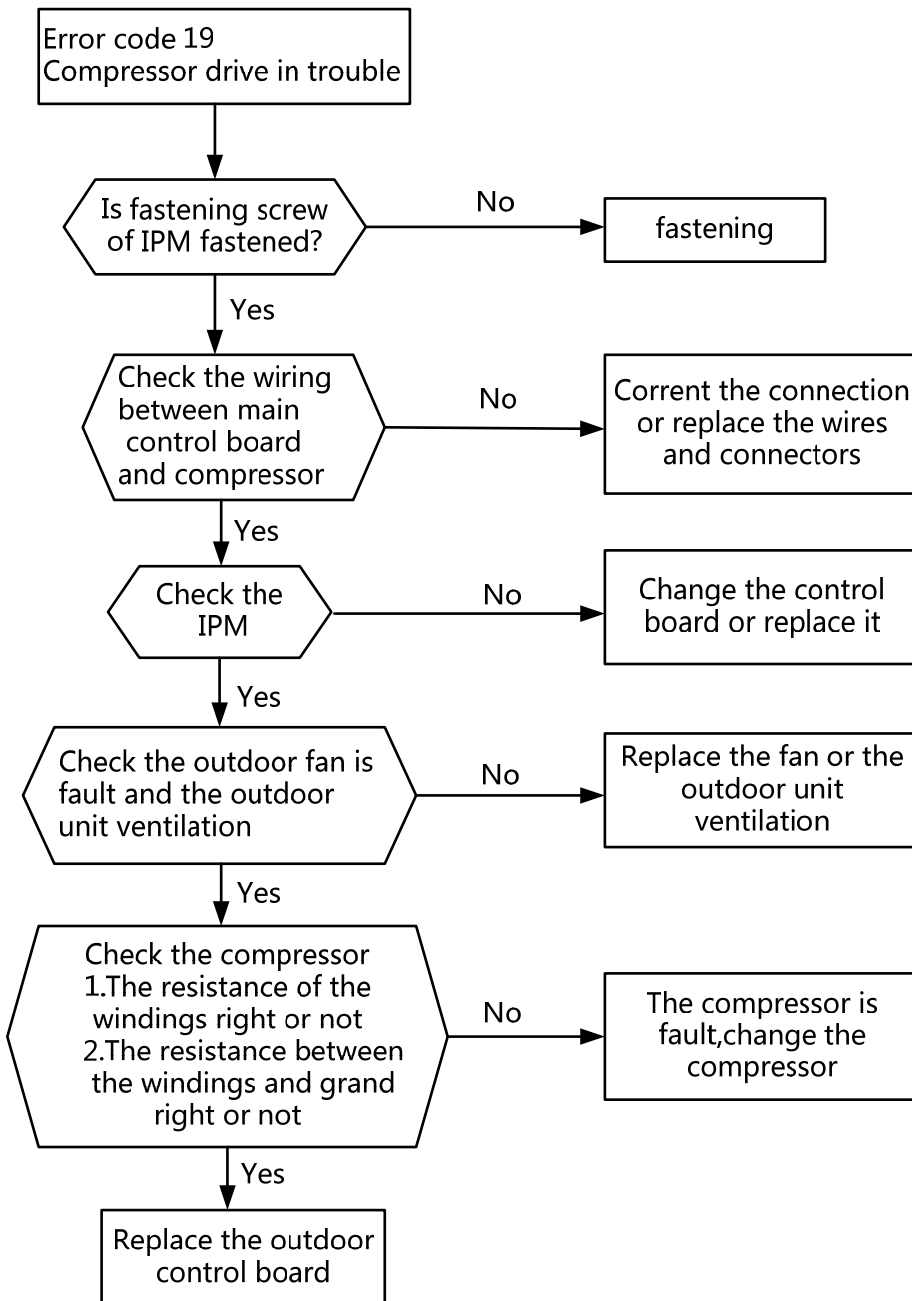 Error code 19
Compressor drive in trouble
Is fastening screw
of IPM fastened?
No
fastening
Yes
Check the wiring
between main
control board
and compressor
No
Corrent the connection
or replace the wires
and connectors
Yes
Check the
IPM
No
Change the control
board or replace it
Yes
Check the outdoor fan is
fault and the outdoor
unit ventilation
No
Replace the fan or the
outdoor unit
ventilation
Yes
Check the compressor
1.The resistance of the
windings right or not
2.The resistance between
the windings and grand
right or not
No
The compressor is
fault,change the
compressor
Yes
Replace the outdoor
control board